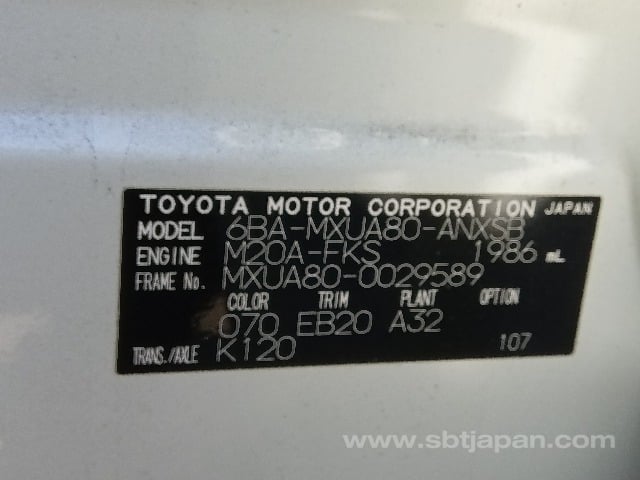 TOYOTA MOTOR CORPORATION JAPAN
MODEL 6BA-MXUA80-ANXSB
ENGINE M20A-FKS 1986 mL
FRAME No. MXUA80-0029589
COLOR TRIM PLANT OPTION
070 EB20 A32
TRANS./AXLE K120 107
www.sbtjapan.com